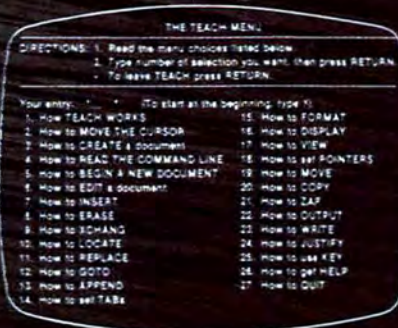 THE TEACH MENU
DIRECTIONS: 1. Read the menu choices listed below.
2. Type number of selection you want, then press RETURN.
• To leave TEACH press RETURN.
Your entry: " " (To start at the beginning, type 1).
1. How TEACH WORKS
2. How to MOVE THE CURSOR
3. How to CREATE a document
4. How to READ THE COMMAND LINE
5. How to BEGIN A NEW DOCUMENT
6. How to EDIT a document
7. How to INSERT
8. How to ERASE
9. How to XCHANG
10. How to LOCATE
11. How to REPLACE
12. How to GOTO
13. How to APPEND
14. How to set TABs
15. How to FORMAT
16. How to DISPLAY
17. How to VIEW
18. How to set POINTERS
19. How to MOVE
20. How to COPY
21. How to ZAP
22. How to OUTPUT
23. How to WRITE
24. How to JUSTIFY
25. How to use KEY
26. How to get HELP
27. How to QUIT